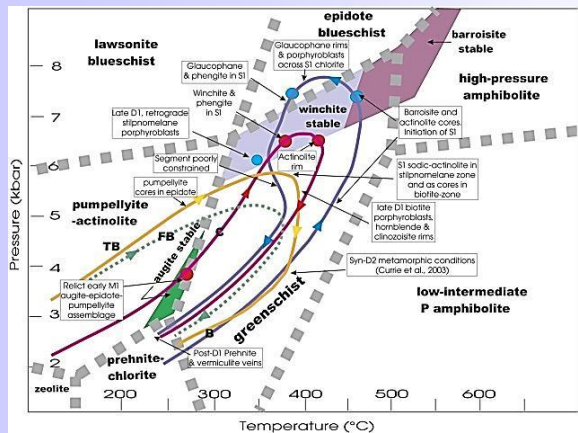 epidote
blueschist
barroisite
stable
lawsonite
blueschist
Glaucophane rims
& porphyroblasts
across S1 chlorite
Glaucophane
& phengite in S1
high-pressure
amphibolite
8
Winchite &
phengite
in S1
winchite
stable
Barroisite and
actinolite cores.
Initiation of S1
7
Late D1, retrograde
stilpnomelane
porphyroblasts
Actinolite
rim
Segment poorly
constrained
S1 sodic-actinolite in
stilpnomelane zone
and as cores in
biotite-zone
6
pumpellyite
cores in epidote
pumpellyite
-actinolite
5
late D1 biotite
porphyroblasts,
hornblende &
clinozoisite rims
TB
FB
C
augite stable
Syn-D2 metamorphic conditions
(Currie et al., 2003)
4
Relict early M1
augite-epidote-
pumpellyite
assemblage
low-intermediate
P amphibolite
greenschist
3
B
prehnite-
chlorite
Post-D1 Prehnite
& vermiculite veins
2
zeolite
Pressure (kbar)
200
300
400
500
600
Temperature (°C)